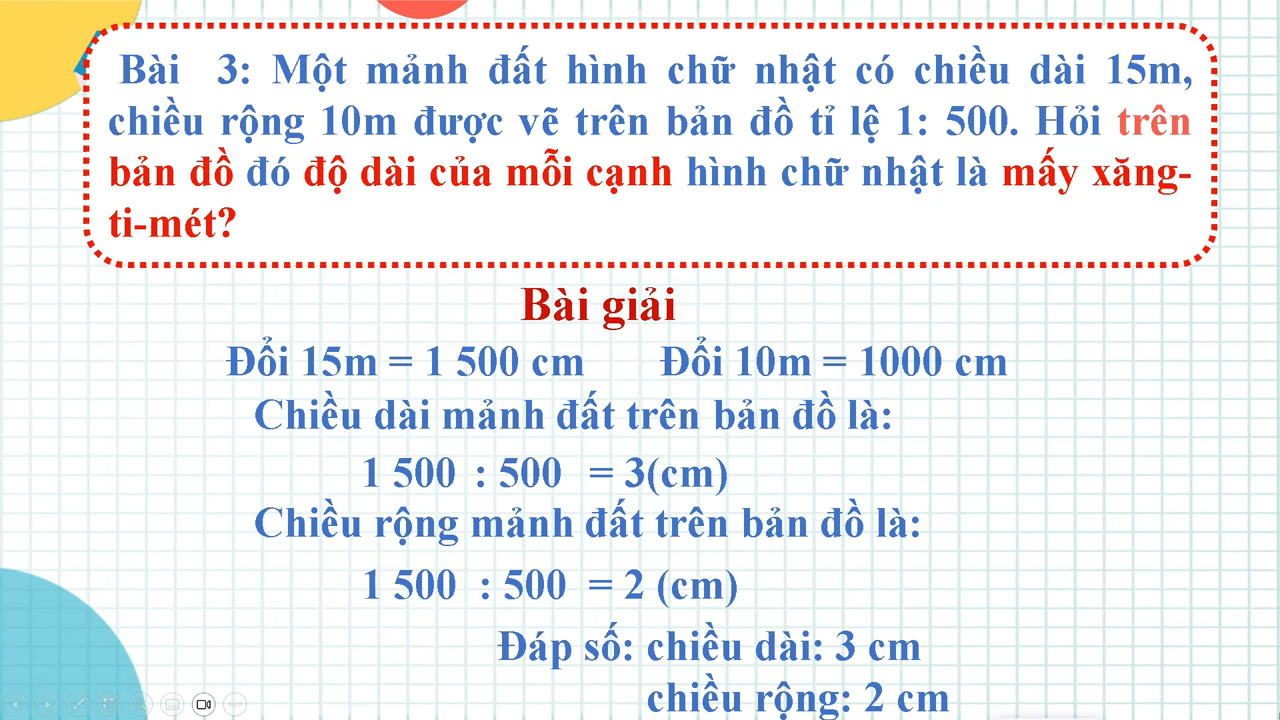 Bài 3: Một mảnh đất hình chữ nhật có chiều dài 15m,
chiều rộng 10m được vẽ trên bản đồ tỉ lệ 1: 500. Hỏi trên
bản đồ đó độ dài của mỗi cạnh hình chữ nhật là mấy xăng-
ti-mét?
Bài giải
Đổi 15m = 1 500 cm Đổi 10m = 1000 cm
Chiều dài mảnh đất trên bản đồ là:
1 500 : 500 = 3(cm)
Chiều rộng mảnh đất trên bản đồ là:
1 500 : 500 = 2 (cm)
Đáp số: chiều dài: 3 cm
chiều rộng: 2 cm